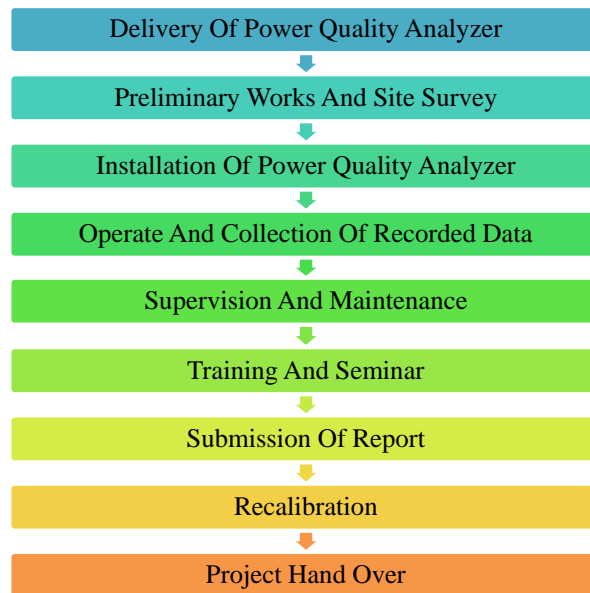 Delivery Of Power Quality Analyzer
Preliminary Works And Site Survey
Installation Of Power Quality Analyzer
Operate And Collection Of Recorded Data
Supervision And Maintenance
Training And Seminar
Submission Of Report
Recalibration
Project Hand Over